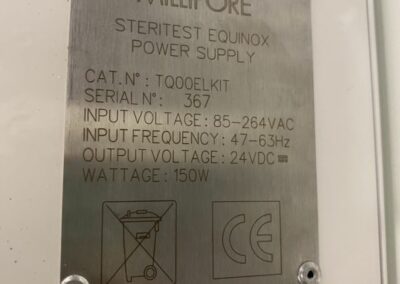 MILLIPORE
STERITEST EQUINOX
POWER SUPPLY
CAT.N°: TQ00ELKIT
SERIAL N°: 367
INPUT VOLTAGE: 85-264VAC
INPUT FREQUENCY: 47-63Hz
OUTPUT VOLTAGE: 24VDC ⎓
WATTAGE: 150W
CE